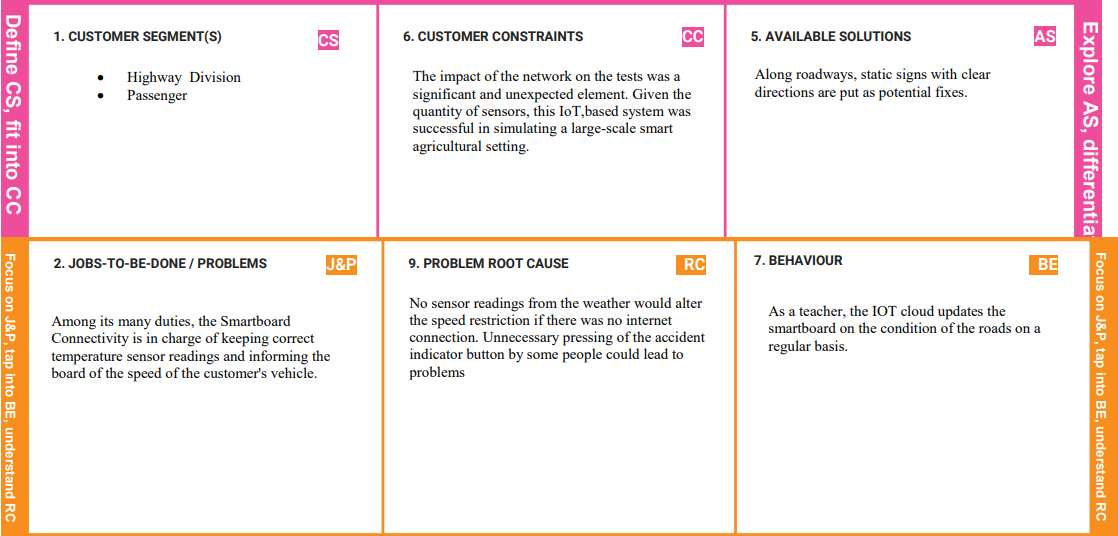 Define CS, fit into CC
1. CUSTOMER SEGMENT(S)
CS
• Highway Division
• Passenger
6. CUSTOMER CONSTRAINTS
CC
The impact of the network on the tests was a
significant and unexpected element. Given the
quantity of sensors, this IoT,based system was
successful in simulating a large-scale smart
agricultural setting.
5. AVAILABLE SOLUTIONS
AS
Along roadways, static signs with clear
directions are put as potential fixes.
Explore AS, differentia
Focus on J&P, tap into BE, understand RC
2. JOBS-TO-BE-DONE / PROBLEMS
J&P
Among its many duties, the Smartboard
Connectivity is in charge of keeping correct
temperature sensor readings and informing the
board of the speed of the customer's vehicle.
9. PROBLEM ROOT CAUSE
RC
No sensor readings from the weather would alter
the speed restriction if there was no internet
connection. Unnecessary pressing of the accident
indicator button by some people could lead to
problems
7. BEHAVIOUR
BE
As a teacher, the IOT cloud updates the
smartboard on the condition of the roads on a
regular basis.
Focus on J&P, tap into BE, understand RC